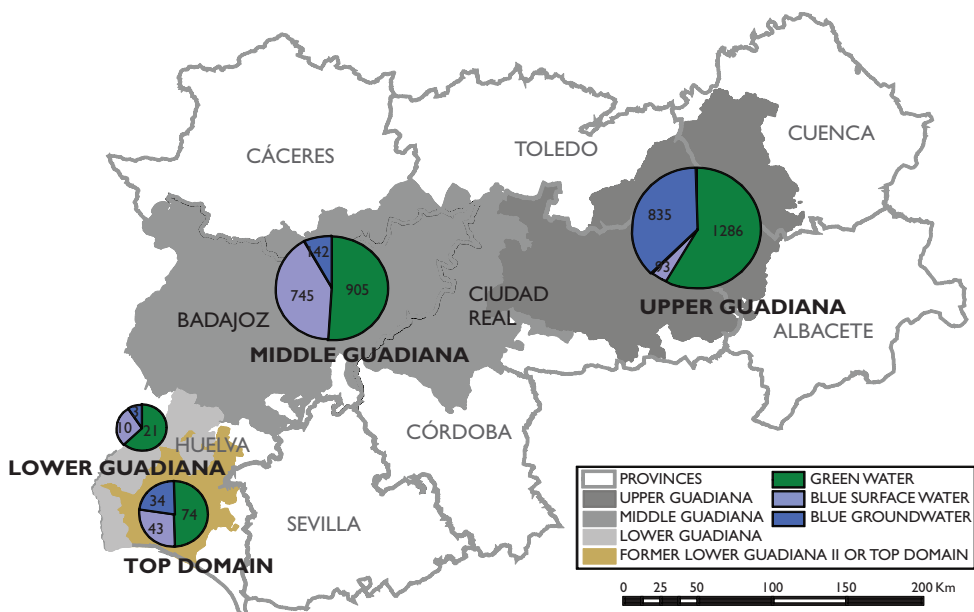 CUENCA
TOLEDO
CÁCERES
835
1286
93
UPPER GUADIANA
142
745
905
CIUDAD
REAL
BADAJOZ
MIDDLE GUADIANA
ALBACETE
3
10
21
HUELVA
CÓRDOBA
LOWER GUADIANA
34
74
43
SEVILLA
TOP DOMAIN
PROVINCES
UPPER GUADIANA
MIDDLE GUADIANA
LOWER GUADIANA
FORMER LOWER GUADIANA II OR TOP DOMAIN
GREEN WATER
BLUE SURFACE WATER
BLUE GROUNDWATER
0 25 50 100 150 200 Km